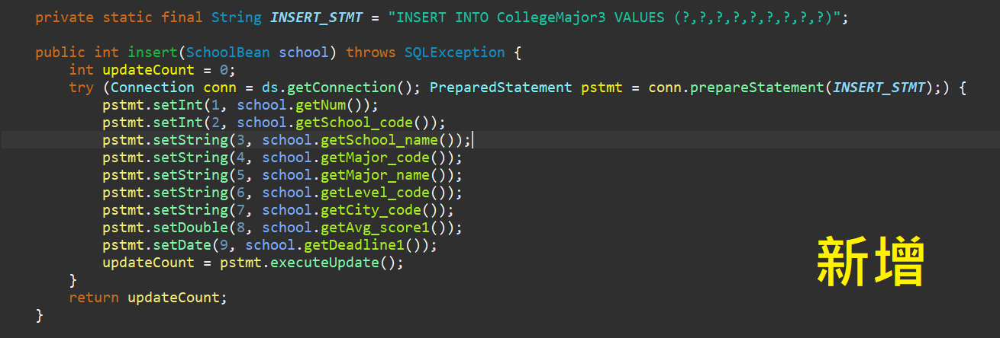 private static final String INSERT_STMT = "INSERT INTO CollegeMajor3 VALUES (?,?,?,?,?,?,?,?,?)";
public int insert(SchoolBean school) throws SQLException {
int updateCount = 0;
try (Connection conn = ds.getConnection(); PreparedStatement pstmt = conn.prepareStatement(INSERT_STMT);) {
pstmt.setInt(1, school.getNum());
pstmt.setInt(2, school.getSchool_code());
pstmt.setString(3, school.getSchool_name());
pstmt.setString(4, school.getMajor_code());
pstmt.setString(5, school.getMajor_name());
pstmt.setString(6, school.getLevel_code());
pstmt.setString(7, school.getCity_code());
pstmt.setDouble(8, school.getAvg_score1());
pstmt.setDate(9, school.getDeadline1());
updateCount = pstmt.executeUpdate();
}
return updateCount;
}
新增